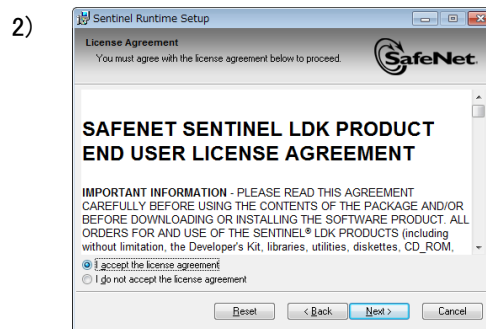 2)
Sentinel Runtime Setup
License Agreement
You must agree with the license agreement below to proceed.
SafeNet.
SAFENET SENTINEL LDK PRODUCT
END USER LICENSE AGREEMENT
IMPORTANT INFORMATION - PLEASE READ THIS AGREEMENT
CAREFULLY BEFORE USING THE CONTENTS OF THE PACKAGE AND/OR
BEFORE DOWNLOADING OR INSTALLING THE SOFTWARE PRODUCT. ALL
ORDERS FOR AND USE OF THE SENTINEL® LDK PRODUCTS (including
without limitation, the Developer's Kit, libraries, utilities, diskettes, CD_ROM,
I accept the license agreement
I do not accept the license agreement
Reset < Back Next > Cancel